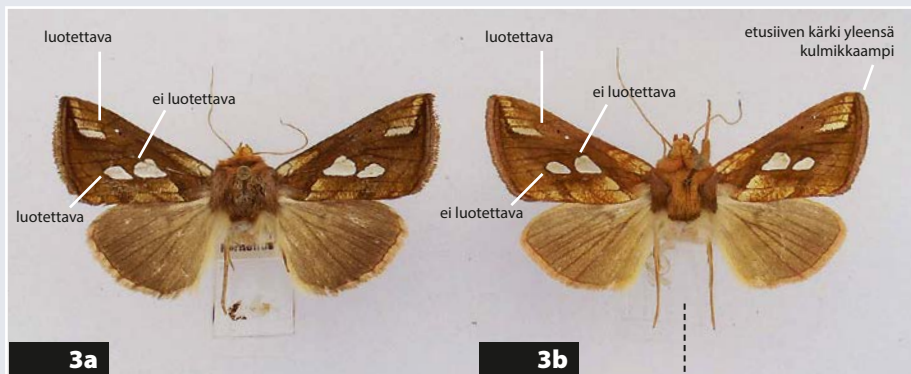 luotettava
ei luotettava
luotettava
3a
luotettava
ei luotettava
ei luotettava
etusiiven kärki yleensä
kulmikkaampi
3b